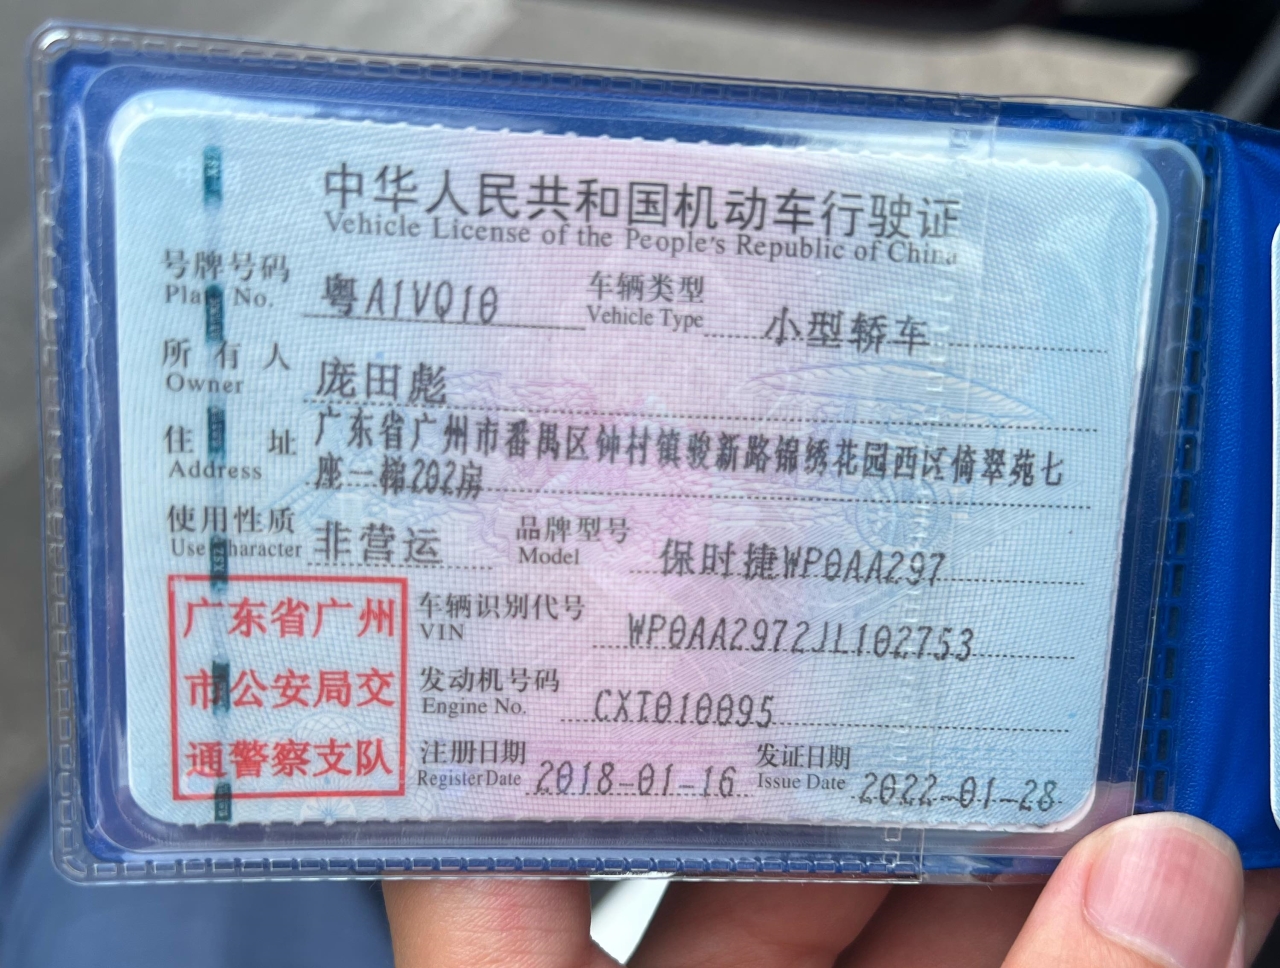 中华人民共和国机动车行驶证
Vehicle License of the People's Republic of China
号牌号码 粤A1VQ10 车辆类型 小型轿车
Plate No. Vehicle Type
所有人 庞田彪
Owner
住址 广东省广州市番禺区钟村镇骏新路锦绣花园西区倚翠苑七
Address 座一梯202房
使用性质 非营运 品牌型号 保时捷WP0AA297
Use Character Model
广东省广州
市公安局交
通警察支队
车辆识别代号 WP0AA2972JL102753
VIN
发动机号码 CXT010095
Engine No.
注册日期 2018-01-16 发证日期 2022-01-28
Register Date Issue Date